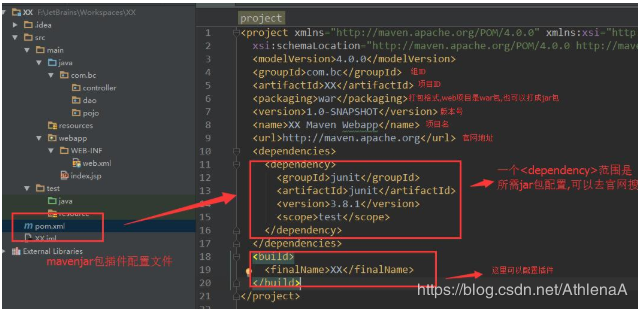 XX F:\JetBrains\Workspaces\XX
.idea
src
main
java
com.bc
controller
dao
pojo
resources
webapp
WEB-INF
web.xml
index.jsp
test
java
resource
pom.xml
XX.iml
External Libraries
mavenjar包插件配置文件
project
1 <project xmlns="http://maven.apache.org/POM/4.0.0" xmlns:xsi="http
2 xsi:schemaLocation="http://maven.apache.org/POM/4.0.0 http://mave
3 <modelVersion>4.0.0</modelVersion>
4 <groupId>com.bc</groupId> 组ID
5 <artifactId>XX</artifactId> 项目ID
6 <packaging>war</packaging> 打包格式,web项目是war包,也可以打成jar包
7 <version>1.0-SNAPSHOT</version> 版本号
8 <name>XX Maven Webapp</name> 项目名
9 <url>http://maven.apache.org</url> 官网地址
10 <dependencies>
11 <dependency>
12 <groupId>junit</groupId>
13 <artifactId>junit</artifactId>
14 <version>3.8.1</version>
15 <scope>test</scope>
16 </dependency>
17 </dependencies>
18 <build>
19 <finalName>XX</finalName>
20 </build>
21 </project>
一个<dependency>范围是
所需jar包配置,可以去官网视
这里可以配置插件
https://blog.csdn.net/AthlenaA